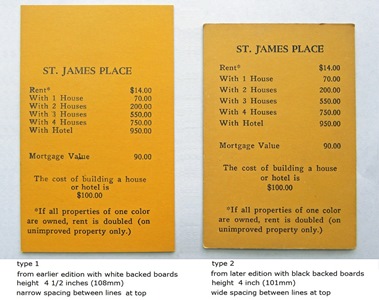 ST. JAMES PLACE
Rent* $14.00
With 1 House 70.00
With 2 Houses 200.00
With 3 Houses 550.00
With 4 Houses 750.00
With Hotel 950.00
Mortgage Value 90.00
The cost of building a house
or hotel is
$100.00
*If all properties of one color
are owned, rent is doubled (on
unimproved property only.)
type 1
from earlier edition with white backed boards
height 4 1/2 inches (108mm)
narrow spacing between lines at top
ST. JAMES PLACE
Rent* $14.00
With 1 House 70.00
With 2 Houses 200.00
With 3 Houses 550.00
With 4 Houses 750.00
With Hotel 950.00
Mortgage Value 90.00
The cost of building a house
or hotel is
$100.00
*If all properties of one color
are owned, rent is doubled (on
unimproved property only.)
type 2
from later edition with black backed boards
height 4 inch (101mm)
wide spacing between lines at top